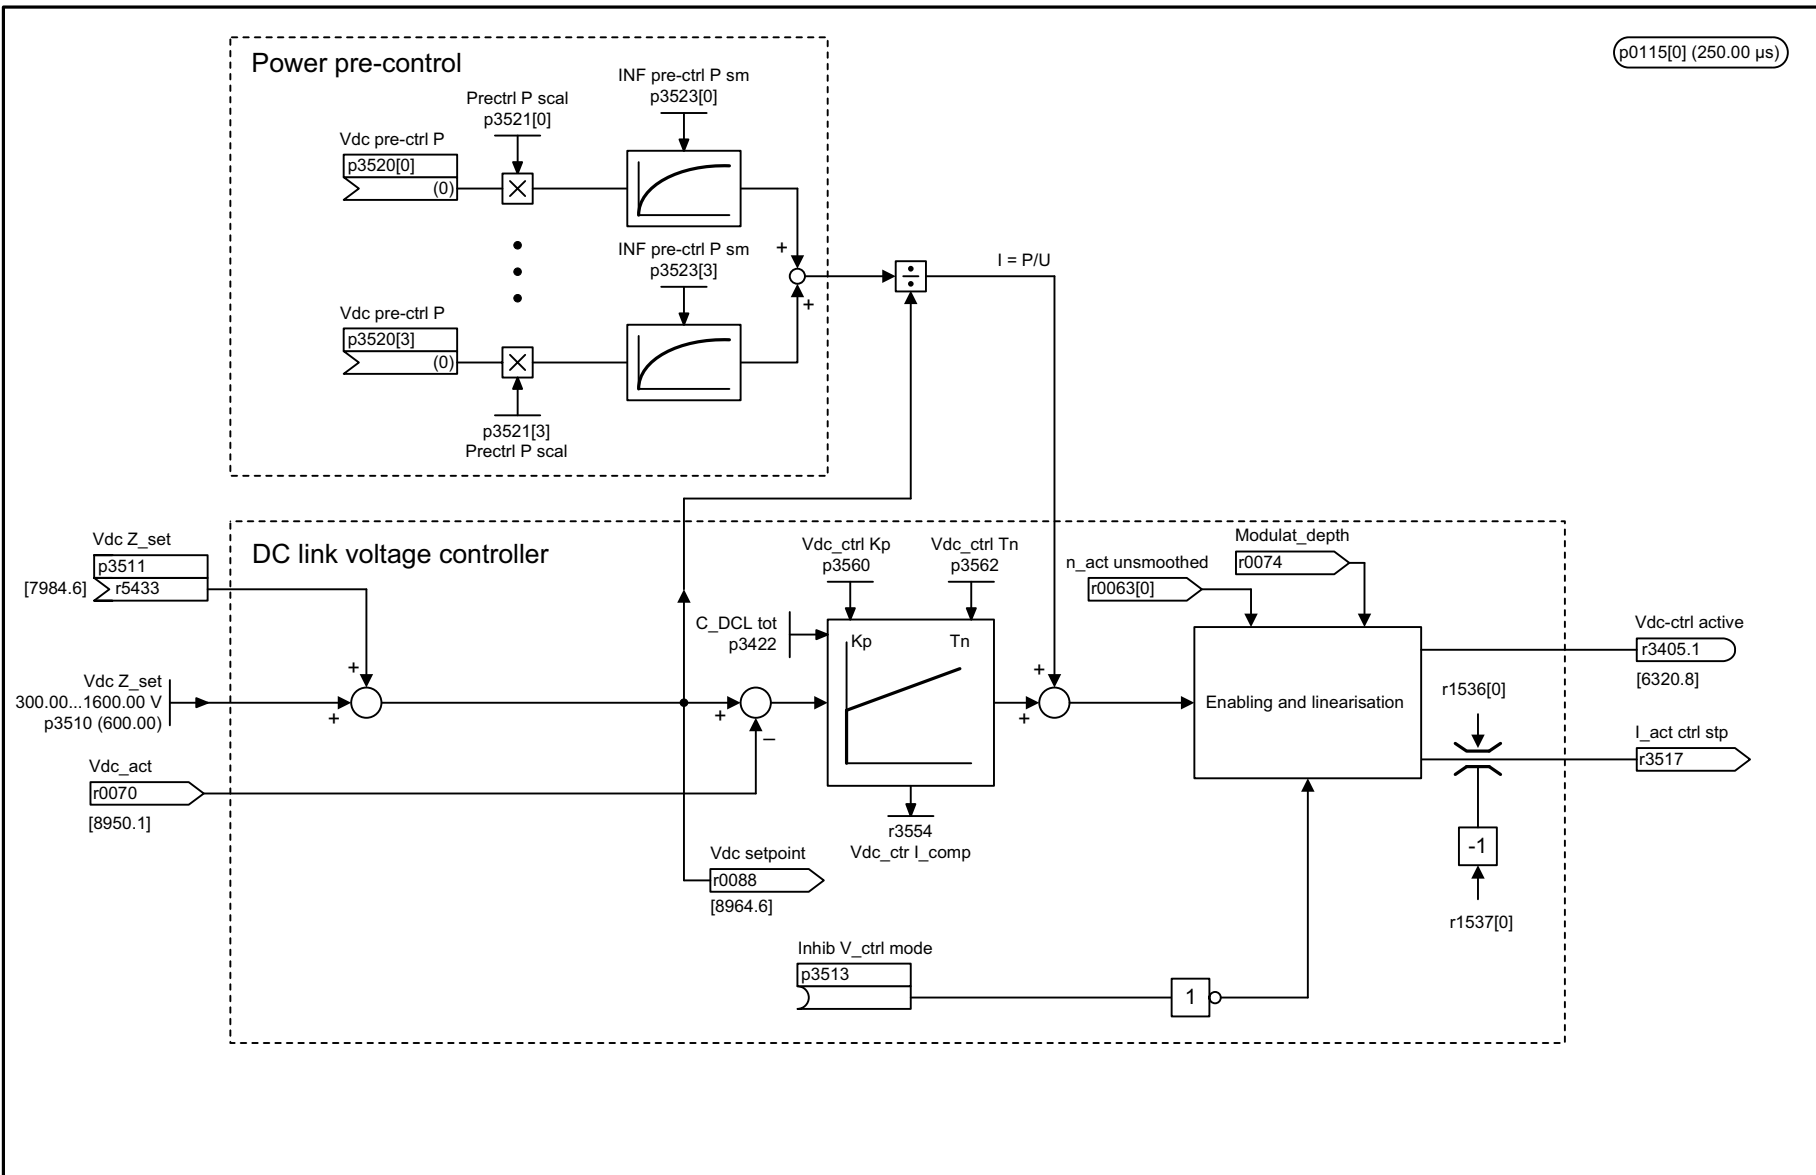 p0115[0] (250.00 µs)
Power pre-control
INF pre-ctrl P sm
p3523[0]
Prectrl P scal
p3521[0]
Vdc pre-ctrl P
p3520[0]
(0)
INF pre-ctrl P sm
p3523[3]
+
+
÷
I = P/U
Vdc pre-ctrl P
p3520[3]
(0)
p3521[3]
Prectrl P scal
DC link voltage controller
Vdc Z_set
p3511
[7984.6]
r5433
Vdc_ctrl Kp
p3560
Vdc_ctrl Tn
p3562
n_act unsmoothed
r0063[0]
Modulat_depth
r0074
C_DCL tot
p3422
Kp
Tn
Vdc-ctrl active
r3405.1
[6320.8]
Vdc Z_set
300.00...1600.00 V
p3510 (600.00)
+
+
+
–
+
+
Enabling and linearisation
r1536[0]
I_act ctrl stp
r3517
Vdc_act
r0070
[8950.1]
r3554
Vdc_ctr I_comp
Vdc setpoint
r0088
[8964.6]
-1
r1537[0]
Inhib V_ctrl mode
p3513
1